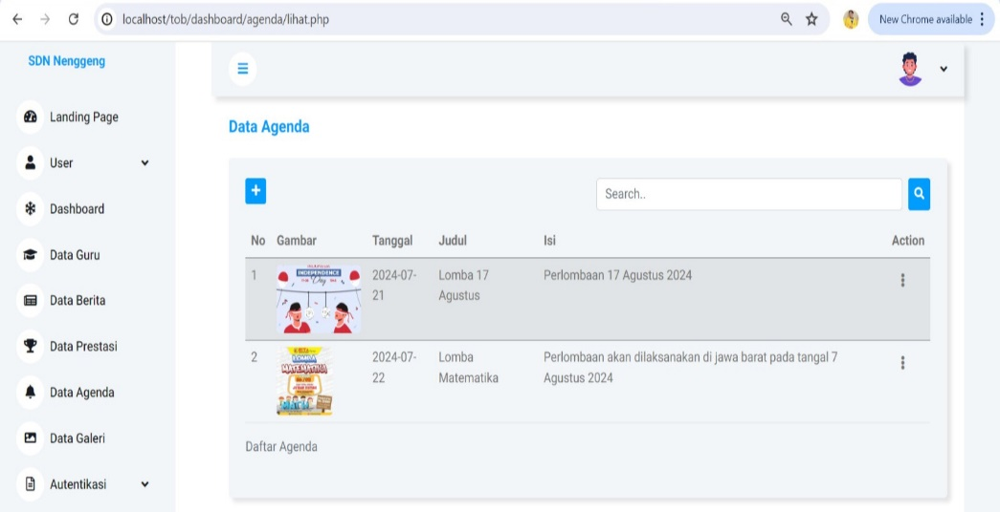 localhost/tob/dashboard/agenda/lihat.php
New Chrome available
SDN Nenggeng
Landing Page
User
Dashboard
Data Guru
Data Berita
Data Prestasi
Data Agenda
Data Galeri
Autentikasi
Data Agenda
Search..
No Gambar Tanggal Judul Isi Action
1 2024-07- Lomba 17 Perlombaan 17 Agustus 2024
21 Agustus
INDEPENDENCE
Day
2 2024-07- Lomba Perlombaan akan dilaksanakan di jawa barat pada tangal 7
22 Matematika Agustus 2024
LOMBA
MATEMATIKA
Daftar Agenda